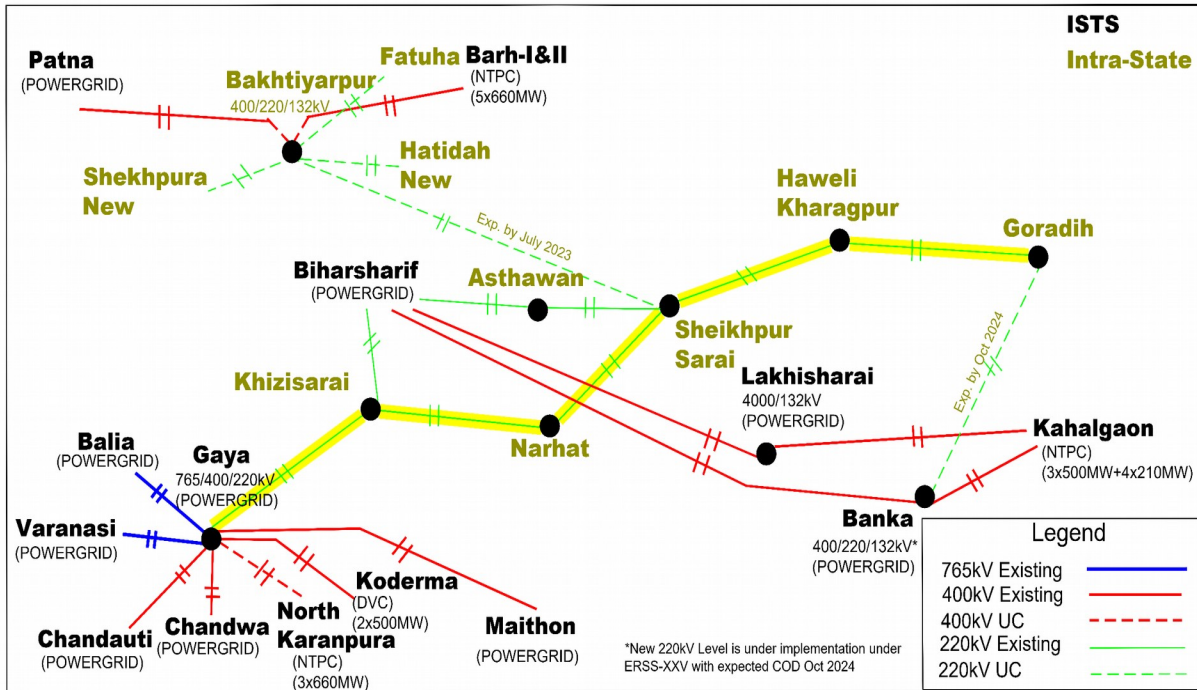 ISTS
Intra-State
Patna
(POWERGRID)
Bakhtiyarpur
400/220/132kV
Fatuha
Barh-I&II
(NTPC)
(5x660MW)
Shekhpura
New
Hatidah
New
Exp. by July 2023
Haweli
Kharagpur
Goradih
Biharsharif
(POWERGRID)
Asthawan
Sheikhpur
Sarai
Exp. by Oct 2024
Khizisarai
Narhat
Lakhisharai
4000/132kV
(POWERGRID)
Kahalgaon
(NTPC)
(3x500MW+4x210MW)
Balia
(POWERGRID)
Gaya
765/400/220kV
(POWERGRID)
Varanasi
(POWERGRID)
Banka
400/220/132kV*
(POWERGRID)
Chandauti
(POWERGRID)
Chandwa
(POWERGRID)
North
Karanpura
(NTPC)
(3x660MW)
Koderma
(DVC)
(2x500MW)
Maithon
(POWERGRID)
*New 220kV Level is under implementation under
ERSS-XXV with expected COD Oct 2024
Legend
765kV Existing
400kV Existing
400kV UC
220kV Existing
220kV UC